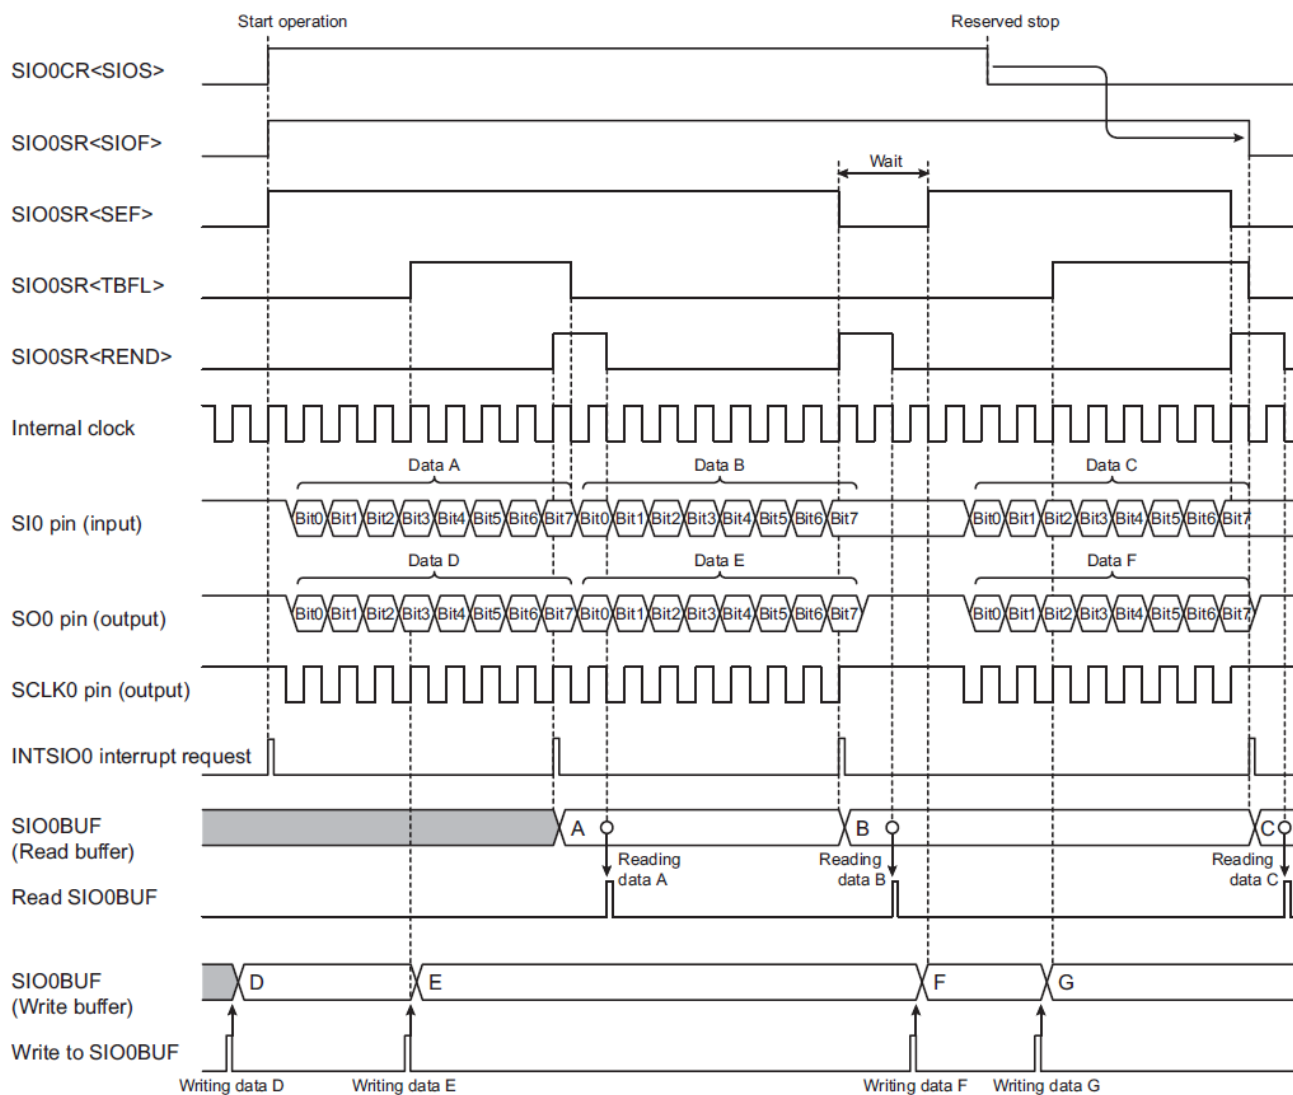 Start operation
Reserved stop
SIO0CR<SIOS>
SIO0SR<SIOF>
Wait
SIO0SR<SEF>
SIO0SR<TBFL>
SIO0SR<REND>
Internal clock
Data A
Data B
Data C
SI0 pin (input)
Bit0 Bit1 Bit2 Bit3 Bit4 Bit5 Bit6 Bit7 Bit0 Bit1 Bit2 Bit3 Bit4 Bit5 Bit6 Bit7 Bit0 Bit1 Bit2 Bit3 Bit4 Bit5 Bit6 Bit7
Data D
Data E
Data F
SO0 pin (output)
Bit0 Bit1 Bit2 Bit3 Bit4 Bit5 Bit6 Bit7 Bit0 Bit1 Bit2 Bit3 Bit4 Bit5 Bit6 Bit7 Bit0 Bit1 Bit2 Bit3 Bit4 Bit5 Bit6 Bit7
SCLK0 pin (output)
INTSIO0 interrupt request
SIO0BUF
(Read buffer)
A
B
C
Reading
data A
Reading
data B
Reading
data C
Read SIO0BUF
SIO0BUF
(Write buffer)
D
E
F
G
Write to SIO0BUF
Writing data D
Writing data E
Writing data F
Writing data G